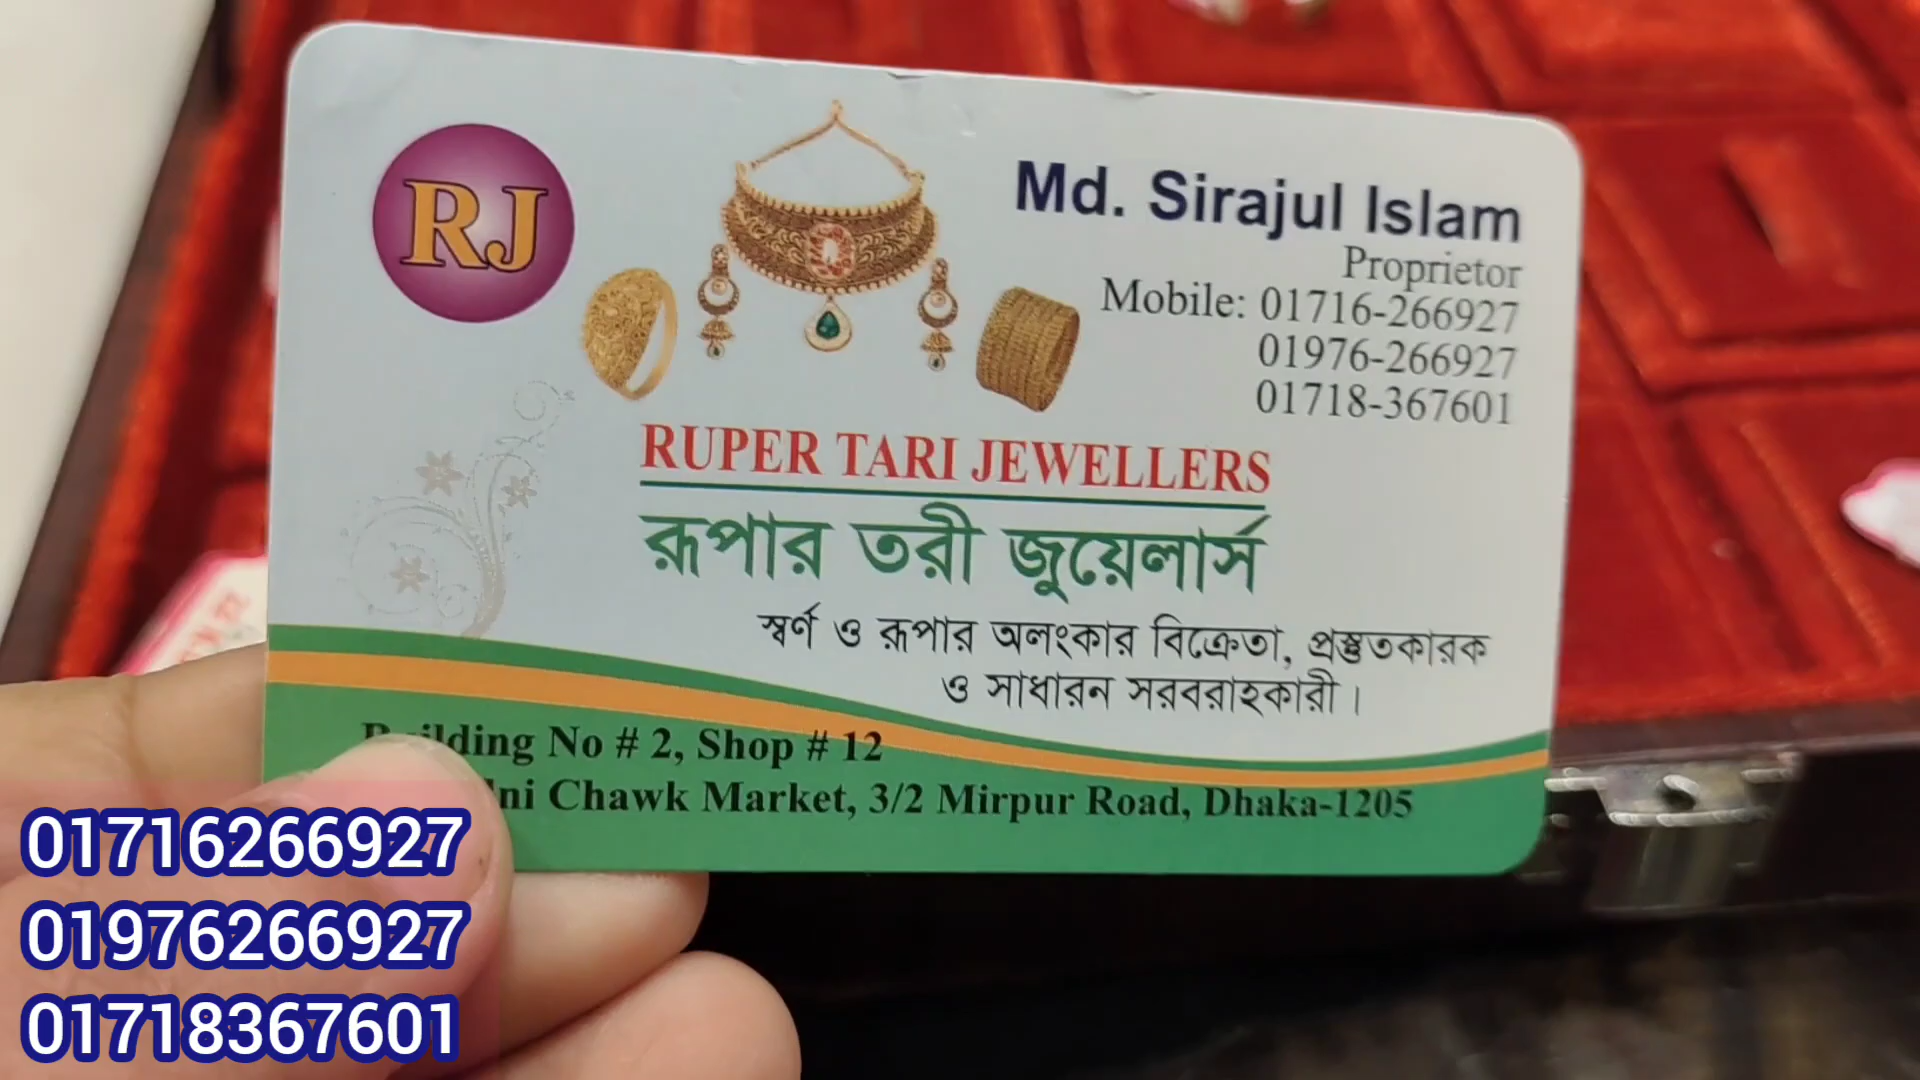 RJ
Md. Sirajul Islam
Proprietor
Mobile: 01716-266927
01976-266927
01718-367601
RUPER TARI JEWELLERS
রূপার তরী জুয়েলার্স
স্বর্ণ ও রূপার অলংকার বিক্রেতা, প্রস্তুতকারক
ও সাধারন সরবরাহকারী।
Building No # 2, Shop # 12
Chawk Market, 3/2 Mirpur Road, Dhaka-1205
01716266927
01976266927
01718367601